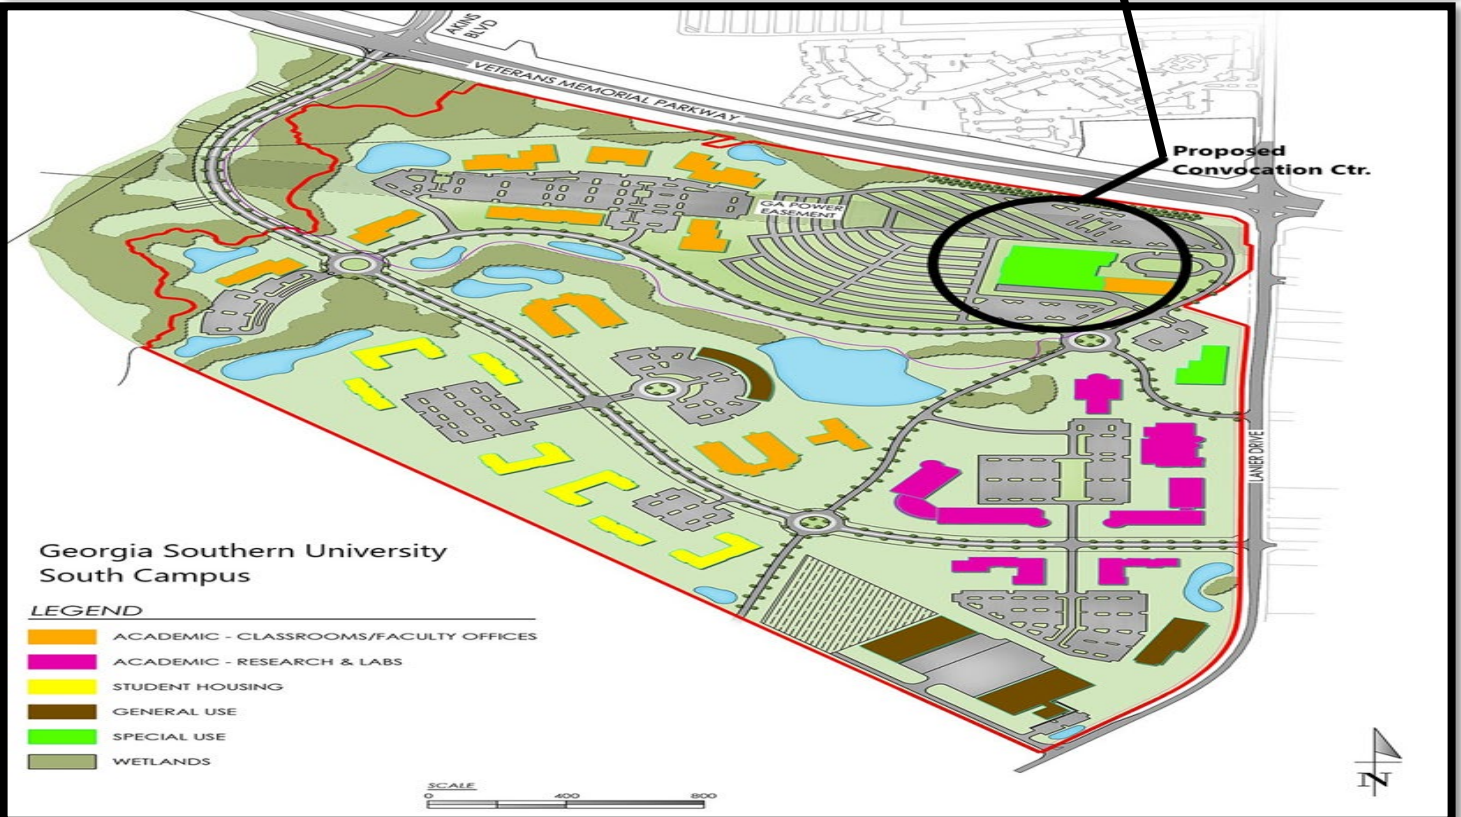 AKINS
BLVD
VETERANS MEMORIAL PARKWAY
Proposed
Convocation Ctr.
GA POWER
EASEMENT
LANIER DRIVE
Georgia Southern University
South Campus
LEGEND
ACADEMIC - CLASSROOMS/FACULTY OFFICES
ACADEMIC - RESEARCH & LABS
STUDENT HOUSING
GENERAL USE
SPECIAL USE
WETLANDS
SCALE
0 400 800
N